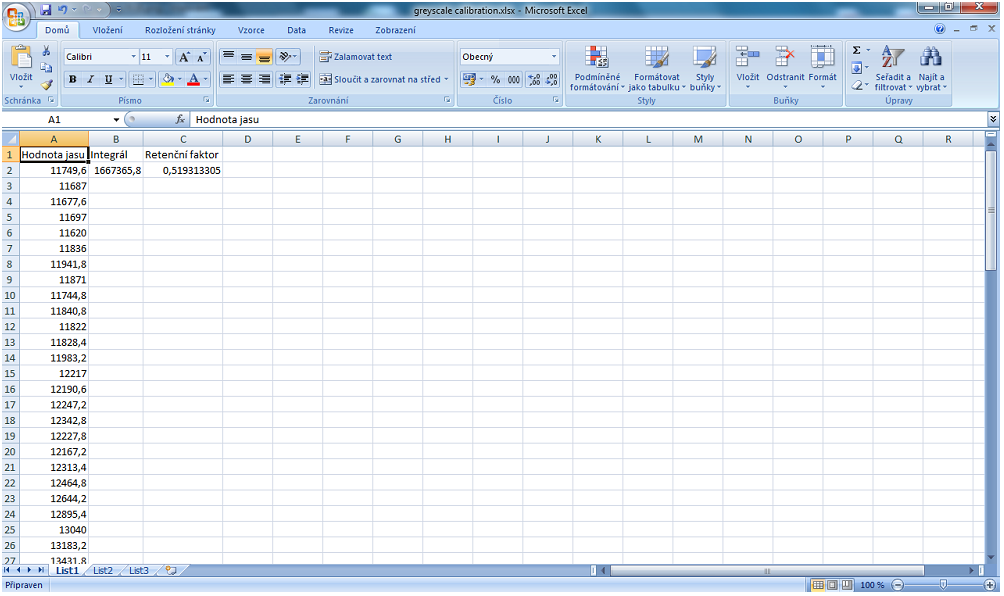 greyscale calibration.xlsx - Microsoft Excel
Domů Vložení Rozložení stránky Vzorce Data Revize Zobrazení
Vložit
Schránka
Calibri 11
B I U A
Písmo
Zalamovat text
Sloučit a zarovnat na střed
Zarovnání
Obecný
% 000
Číslo
Podmíněné formátování
Formátovat jako tabulku
Styly buňky
Styly
Vložit Odstranit Formát
Buňky
Σ
Seřadit a filtrovat
Najít a vybrat
Úpravy
A1 fx Hodnota jasu
A B C D E F G H I J K L M N O P Q R
1 Hodnota jasu Integrál Retenční faktor
2 11749,6 1667365,8 0,519313305
3 11687
4 11677,6
5 11697
6 11620
7 11836
8 11941,8
9 11871
10 11744,8
11 11840,8
12 11822
13 11828,4
14 11983,2
15 12217
16 12190,6
17 12247,2
18 12342,8
19 12227,8
20 12167,2
21 12313,4
22 12464,8
23 12644,2
24 12895,4
25 13040
26 13183,2
27 13431,8
List1 List2 List3
Připraven 100 %